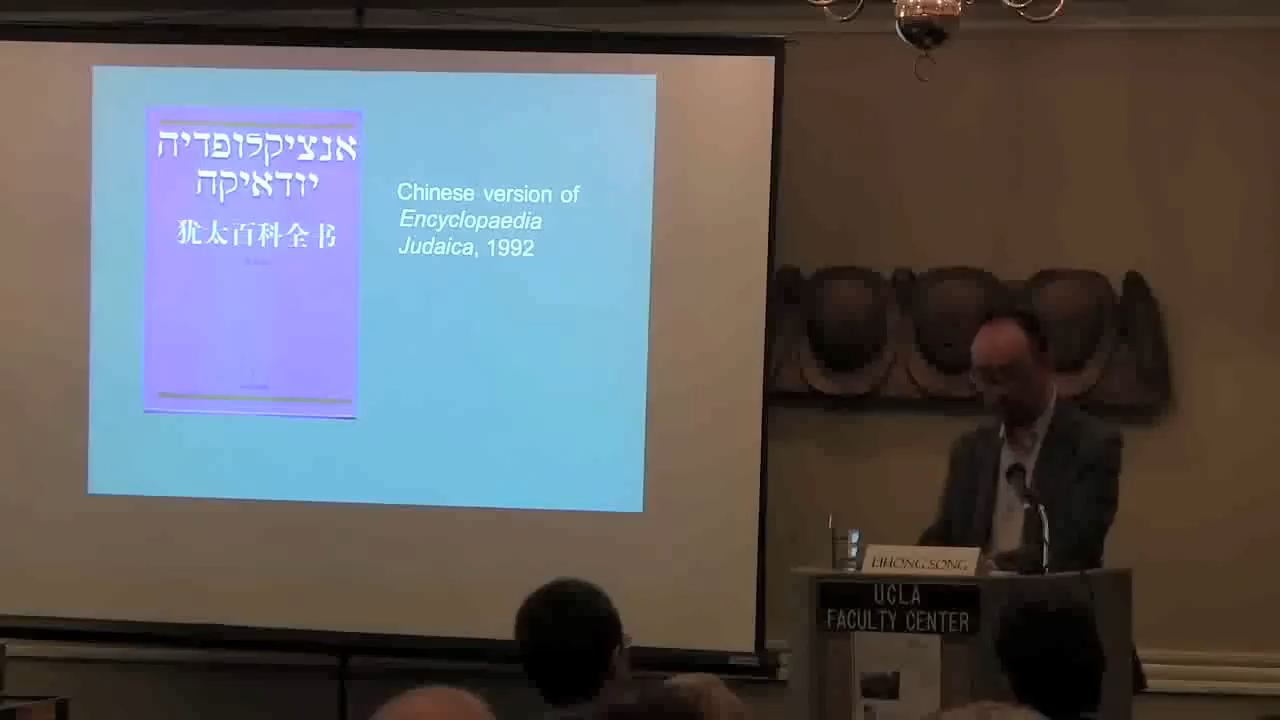 אנציקלופדיה
יודאיקה
犹太百科全书
Chinese version of
Encyclopaedia
Judaica, 1992
LIHONG SONG
UCLA
FACULTY CENTER